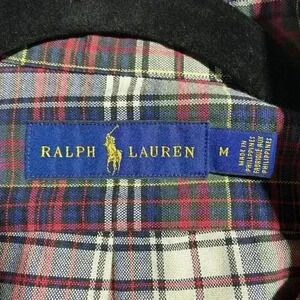 RALPH LAUREN
M
MADE IN
PHILIPPINES
FABRIQUÉ AUX
PHILIPPINES